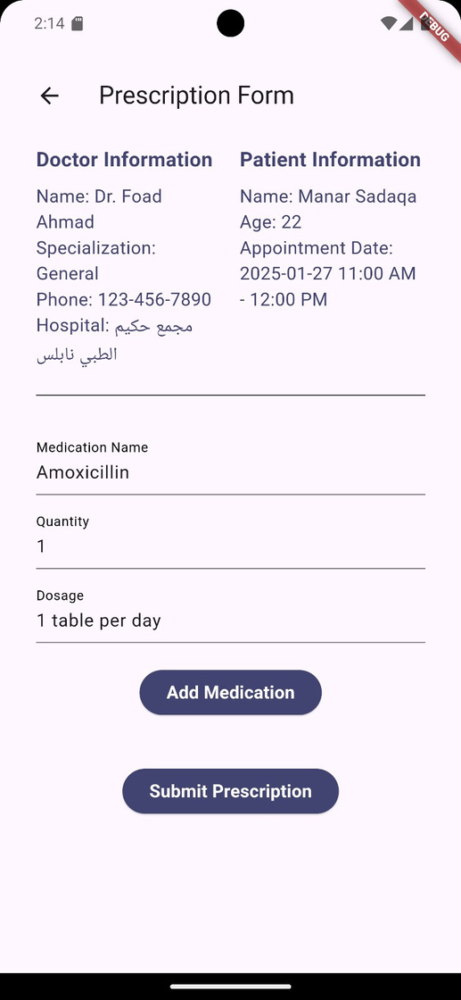 2:14
DEBUG
Prescription Form
Doctor Information
Name: Dr. Foad
Ahmad
Specialization:
General
Phone: 123-456-7890
Hospital: مجمع حكيم
الطبي نابلس
Patient Information
Name: Manar Sadaqa
Age: 22
Appointment Date:
2025-01-27 11:00 AM
- 12:00 PM
Medication Name
Amoxicillin
Quantity
1
Dosage
1 table per day
Add Medication
Submit Prescription